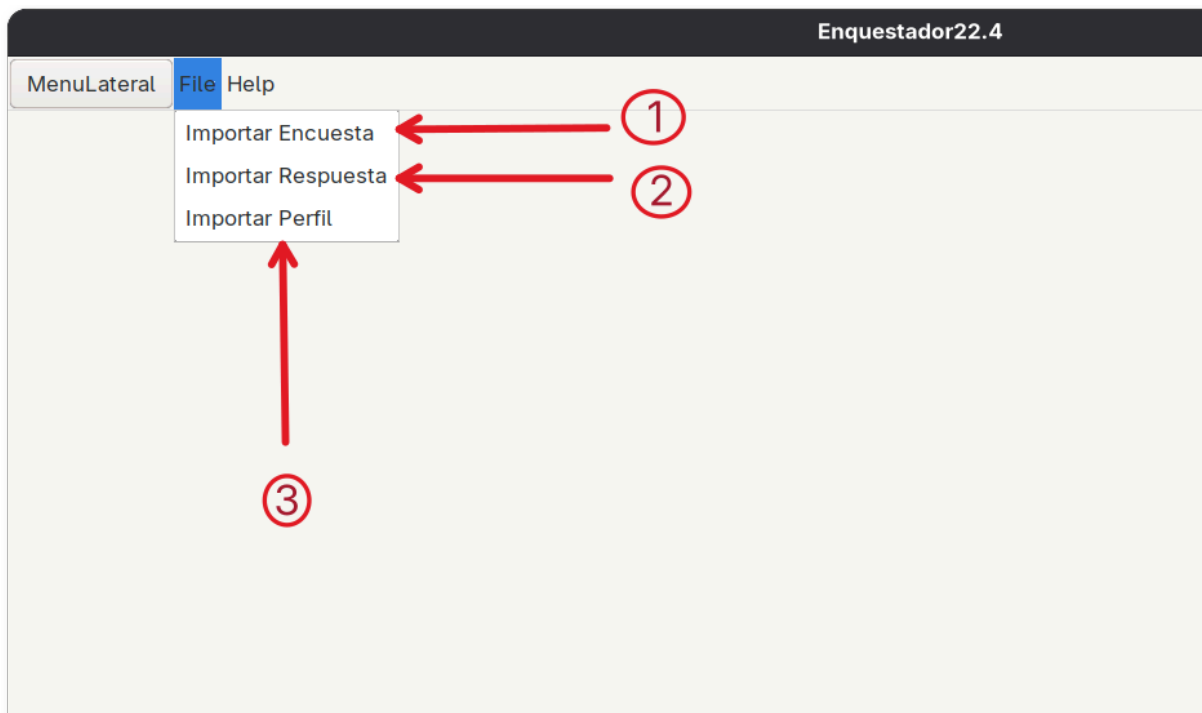 Enquestador22.4
MenuLateral File Help
Importar Encuesta
1
Importar Respuesta
2
Importar Perfil
3